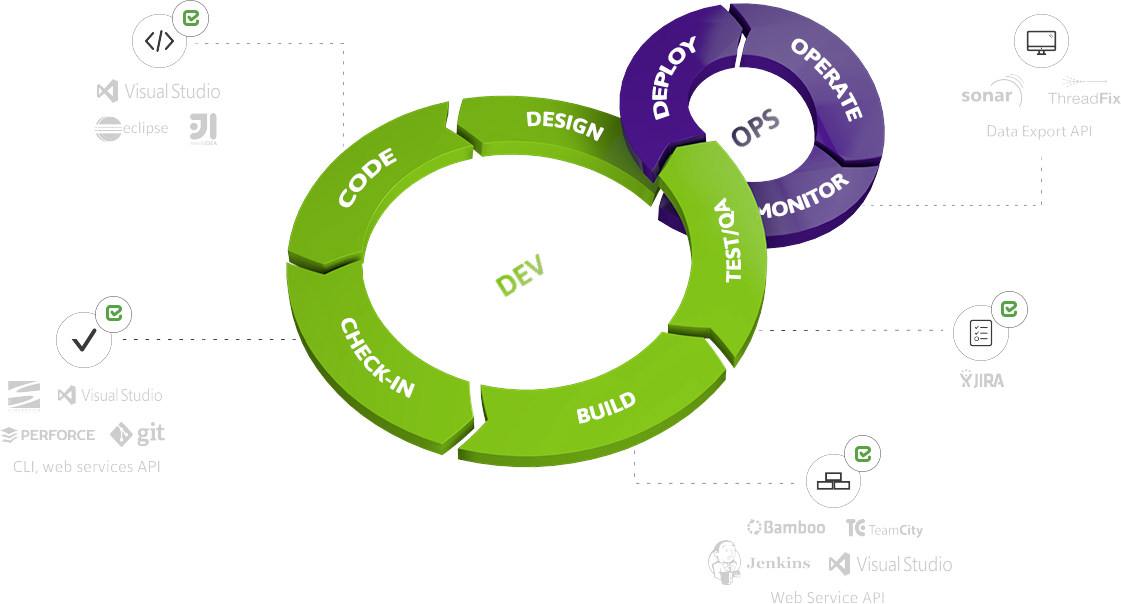 DEPLOY
OPERATE
OPS
MONITOR
DESIGN
CODE
TEST/QA
DEV
CHECK-IN
BUILD
Visual Studio
eclipse
sonar
ThreadFix
Data Export API
Visual Studio
PERFORCE
git
CLI, web services API
JIRA
Bamboo
TC TeamCity
Jenkins
Visual Studio
Web Service API